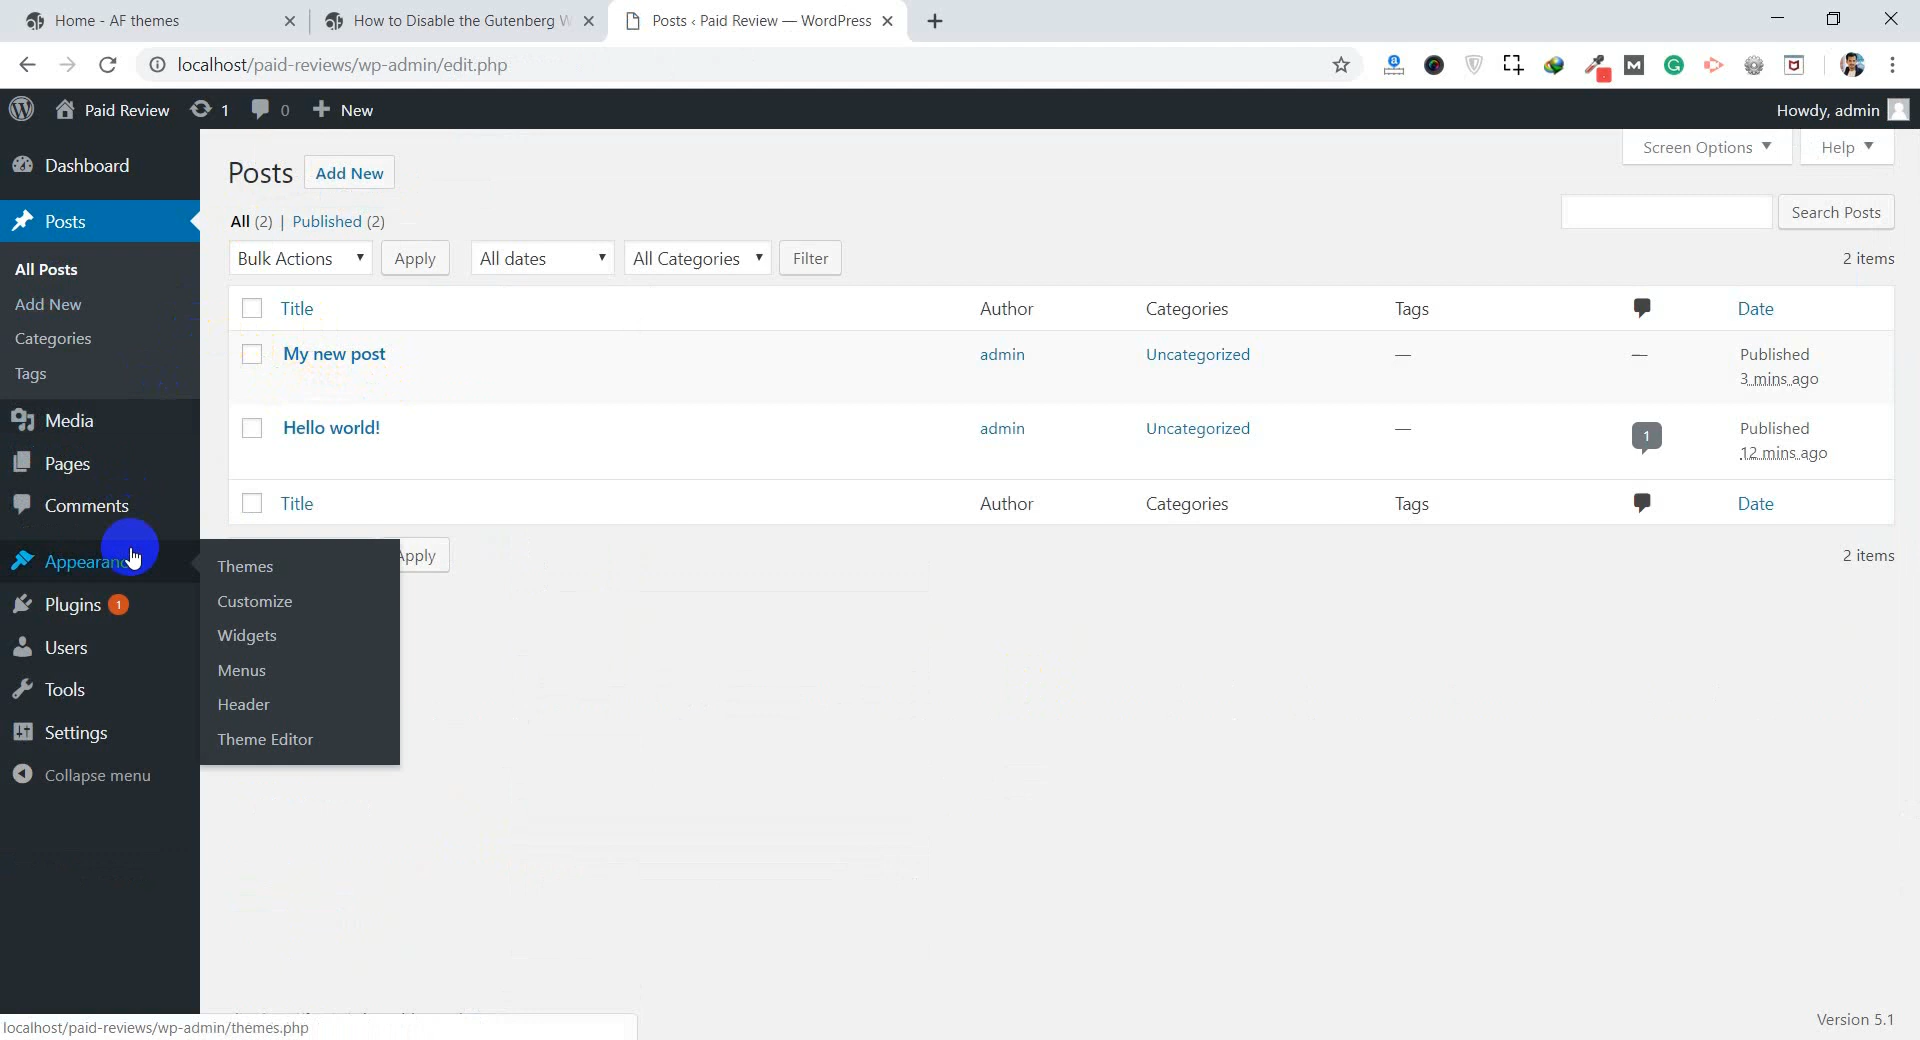 Home - AF themes
How to Disable the Gutenberg W
Posts ‹ Paid Review — WordPress
localhost/paid-reviews/wp-admin/edit.php
Paid Review 1 0 New
Howdy, admin
Dashboard
Posts
All Posts
Add New
Categories
Tags
Media
Pages
Comments
Appearanc
Plugins 1
Users
Tools
Settings
Collapse menu
Themes
Customize
Widgets
Menus
Header
Theme Editor
Screen Options ▼
Help ▼
Posts Add New
All (2) | Published (2)
Search Posts
Bulk Actions Apply All dates All Categories Filter
2 items
Title Author Categories Tags Date
My new post admin Uncategorized — — Published
3 mins ago
Hello world! admin Uncategorized — 1 Published
12 mins ago
Title Author Categories Tags Date
Apply
2 items
localhost/paid-reviews/wp-admin/themes.php
Version 5.1